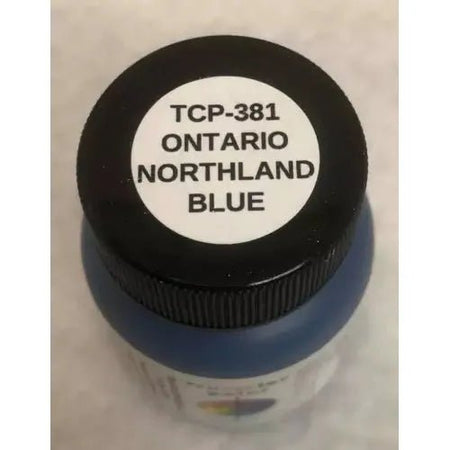 TCP-381
ONTARIO
NORTHLAND
BLUE